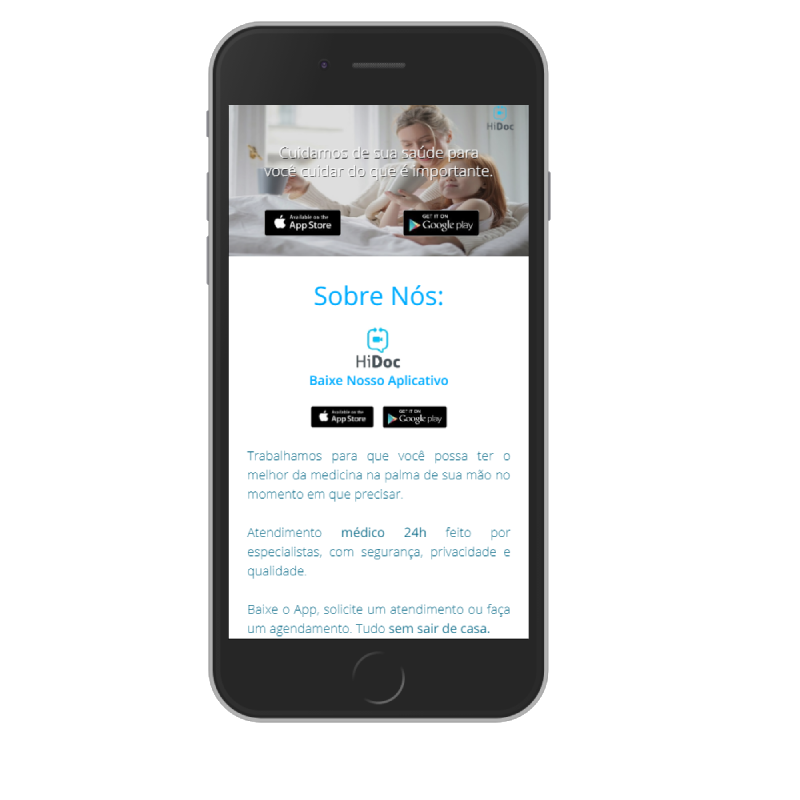 HiDoc
Cuidamos de sua saúde para
você cuidar do que é importante.
Available on the
App Store
GET IT ON
Google play
Sobre Nós:
HiDoc
Baixe Nosso Aplicativo
Available on the
App Store
GET IT ON
Google play
Trabalhamos para que você possa ter o
melhor da medicina na palma de sua mão no
momento em que precisar.
Atendimento médico 24h feito por
especialistas, com segurança, privacidade e
qualidade.
Baixe o App, solicite um atendimento ou faça
um agendamento. Tudo sem sair de casa.